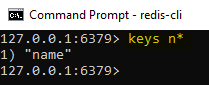 Command Prompt - redis-cli
127.0.0.1:6379> keys n*
1) "name"
127.0.0.1:6379>